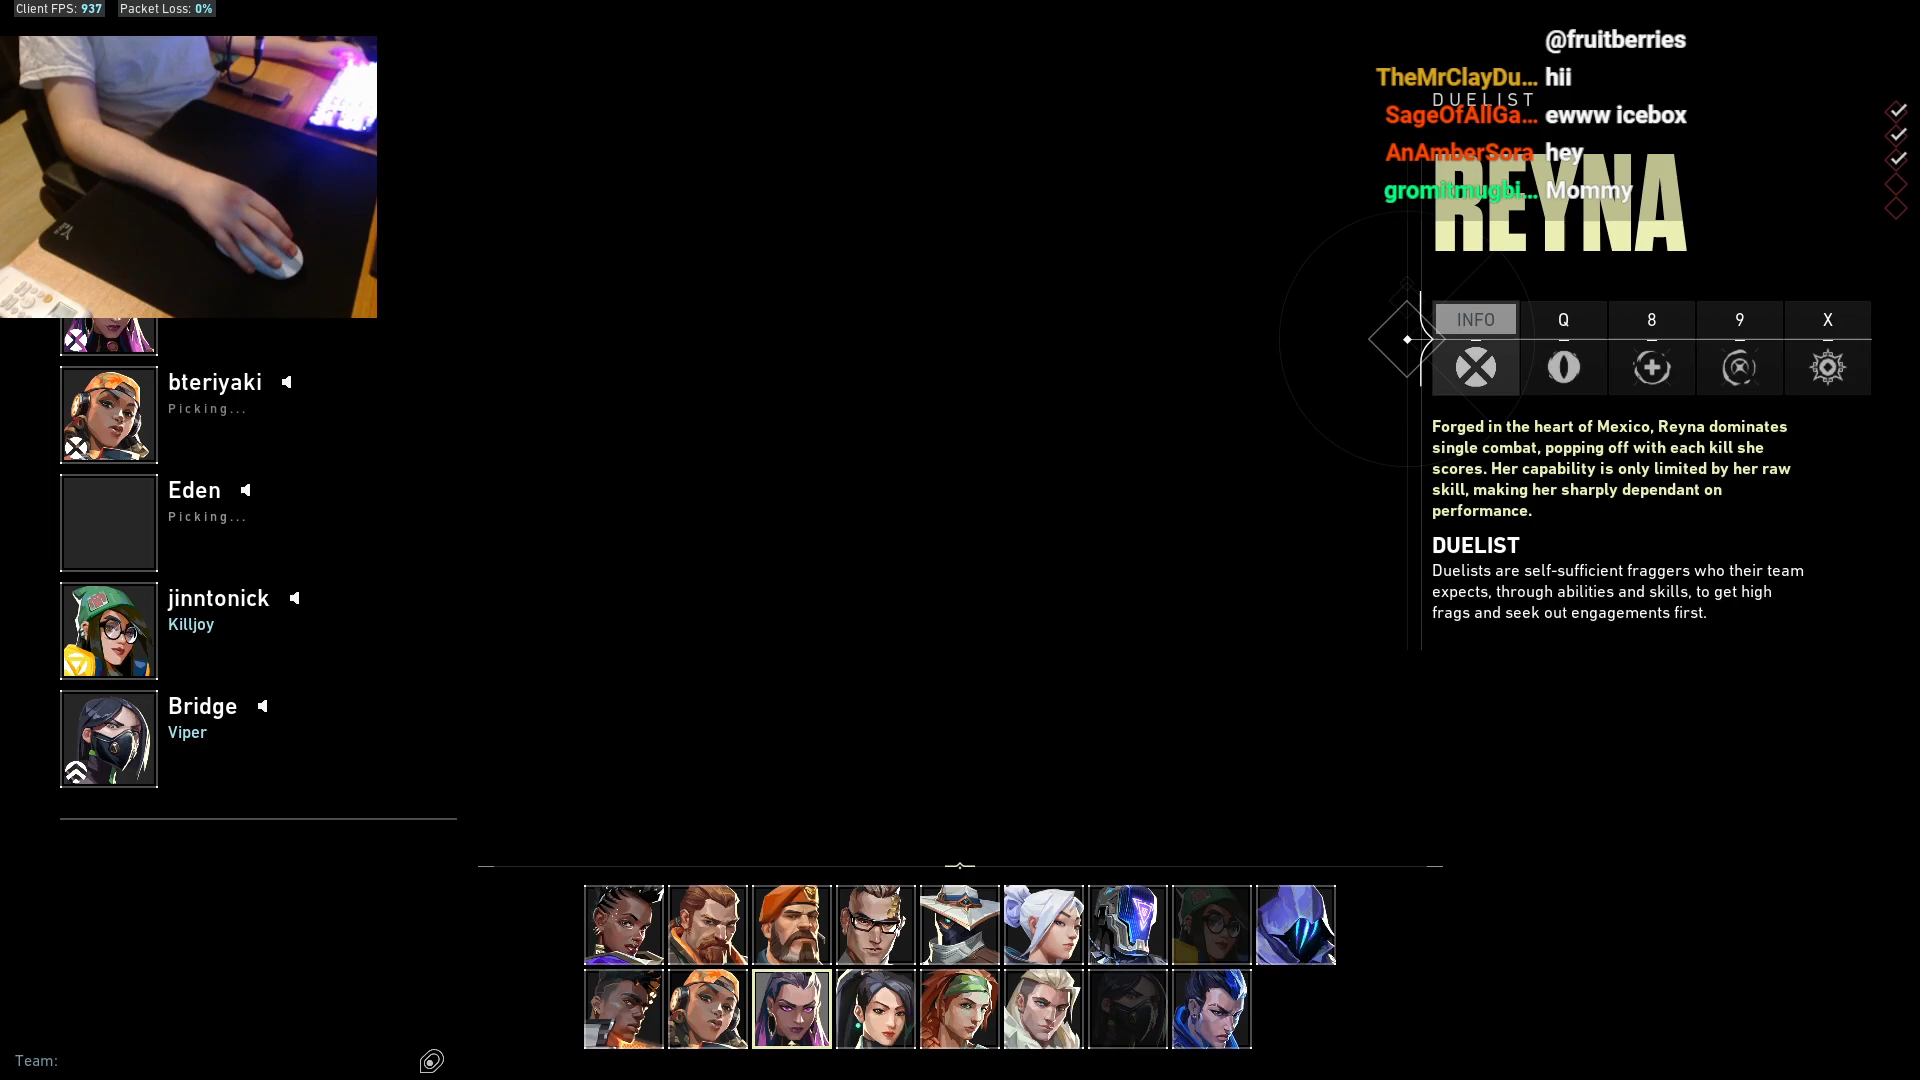 Client FPS: 937 Packet Loss: 0%
@fruitberries
TheMrClayDu... hii
DUELIST
SageOfAllGa... ewww icebox
AnAmberSora hey
gromitmugbi... Mommy
REYNA
INFO Q 8 9 X
bteriyaki
Picking...
Eden
Picking...
jinntonick
Killjoy
Bridge
Viper
Forged in the heart of Mexico, Reyna dominates
single combat, popping off with each kill she
scores. Her capability is only limited by her raw
skill, making her sharply dependant on
performance.
DUELIST
Duelists are self-sufficient fraggers who their team
expects, through abilities and skills, to get high
frags and seek out engagements first.
Team: